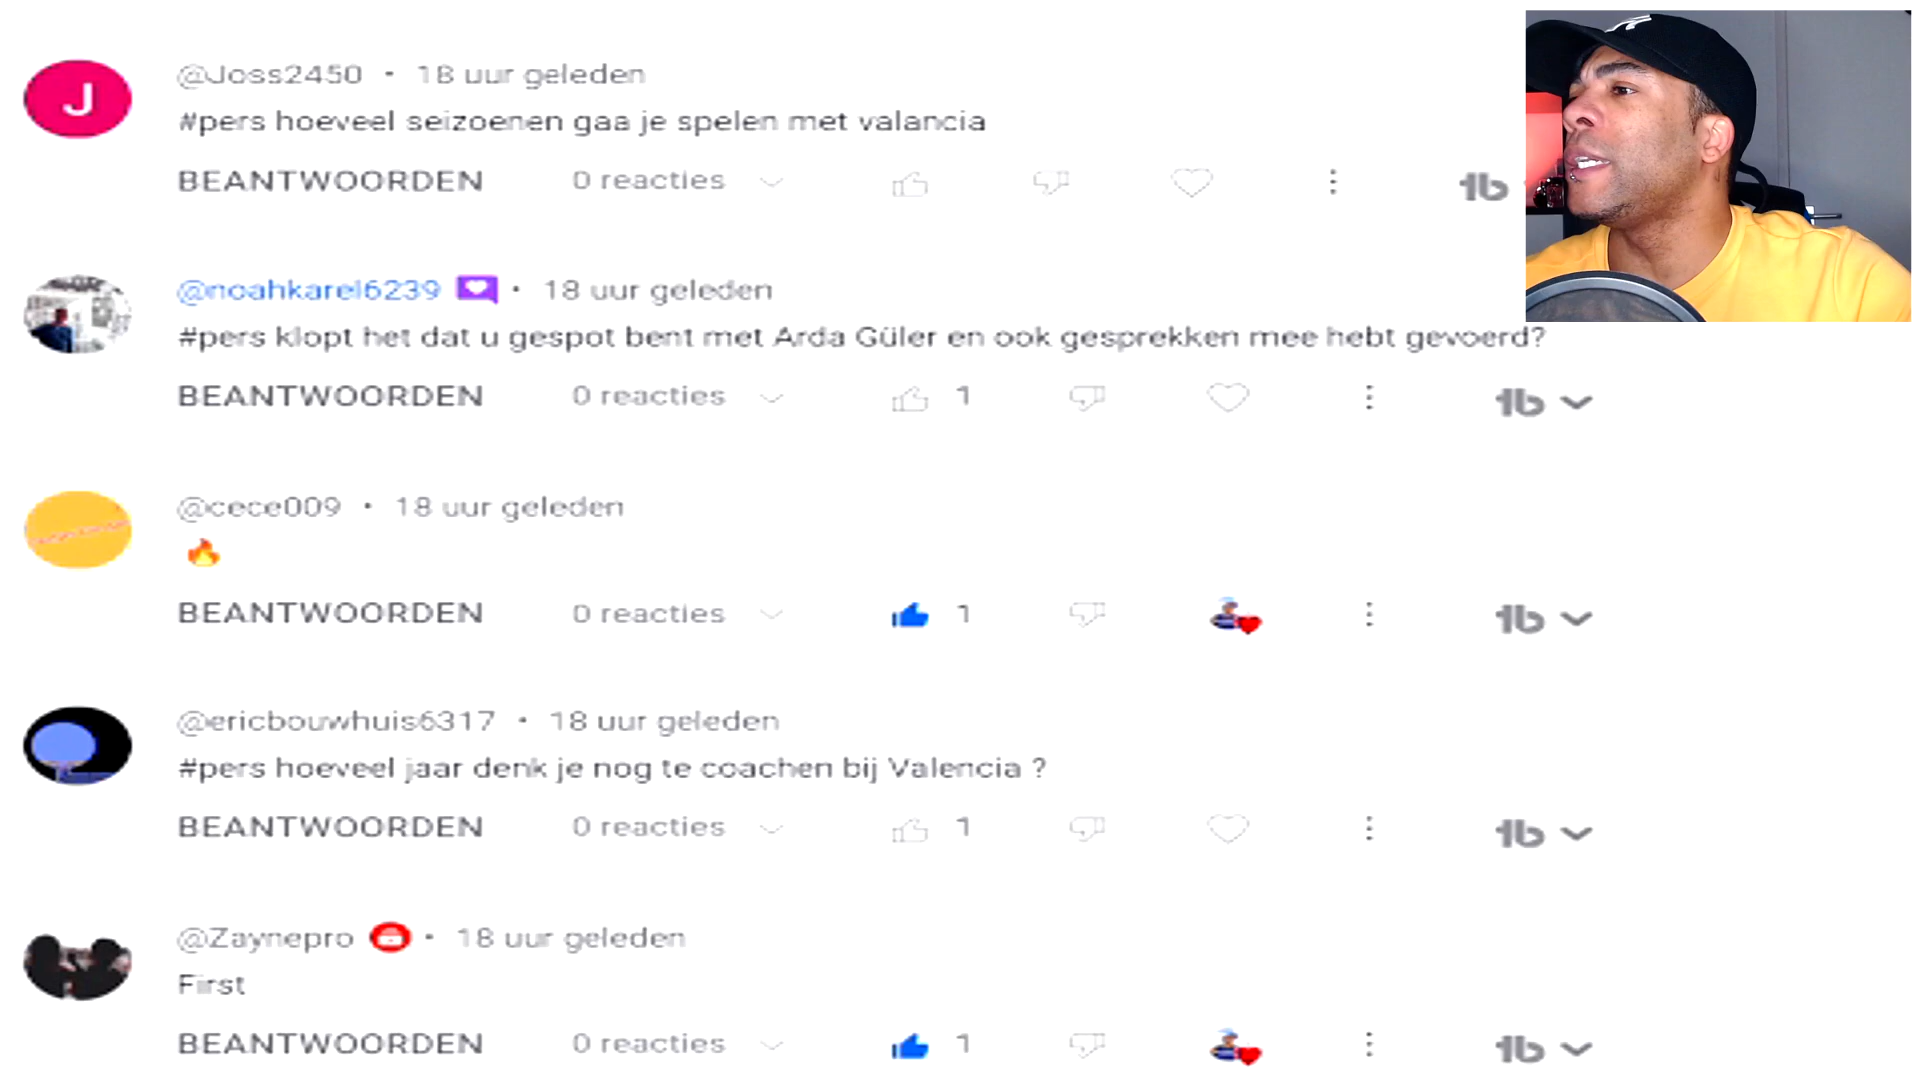 @Joss2450 • 18 uur geleden
#pers hoeveel seizoenen gaa je spelen met valancia
BEANTWOORDEN 0 reacties
@noahkarel6239 • 18 uur geleden
#pers klopt het dat u gespot bent met Arda Güler en ook gesprekken mee hebt gevoerd?
BEANTWOORDEN 0 reacties 1
@cece009 • 18 uur geleden
🔥
BEANTWOORDEN 0 reacties 1
@ericbouwhuis6317 • 18 uur geleden
#pers hoeveel jaar denk je nog te coachen bij Valencia ?
BEANTWOORDEN 0 reacties 1
@Zaynepro • 18 uur geleden
First
BEANTWOORDEN 0 reacties 1